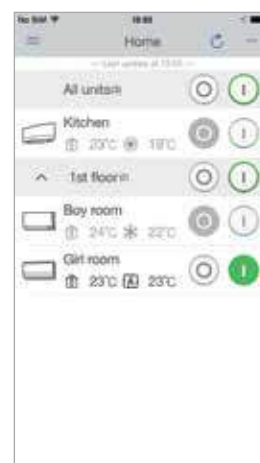 No SIM
Home
All units
Kitchen
23°C 19°C
1st floor
Boy room
24°C 22°C
Girl room
23°C A 23°C